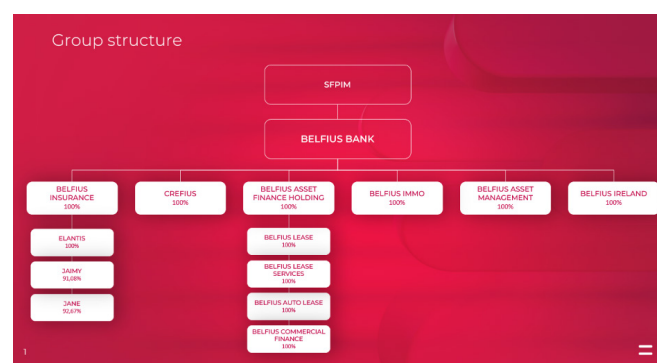 Group structure
SFPIM
BELFIUS BANK
BELFIUS
INSURANCE
100%
CREFIUS
100%
BELFIUS ASSET
FINANCE HOLDING
100%
BELFIUS IMMO
100%
BELFIUS ASSET
MANAGEMENT
100%
BELFIUS IRELAND
100%
ELANTIS
100%
JAIMY
91,08%
JANE
92,67%
BELFIUS LEASE
100%
BELFIUS LEASE
SERVICES
100%
BELFIUS AUTO LEASE
100%
BELFIUS COMMERCIAL
FINANCE
100%
1